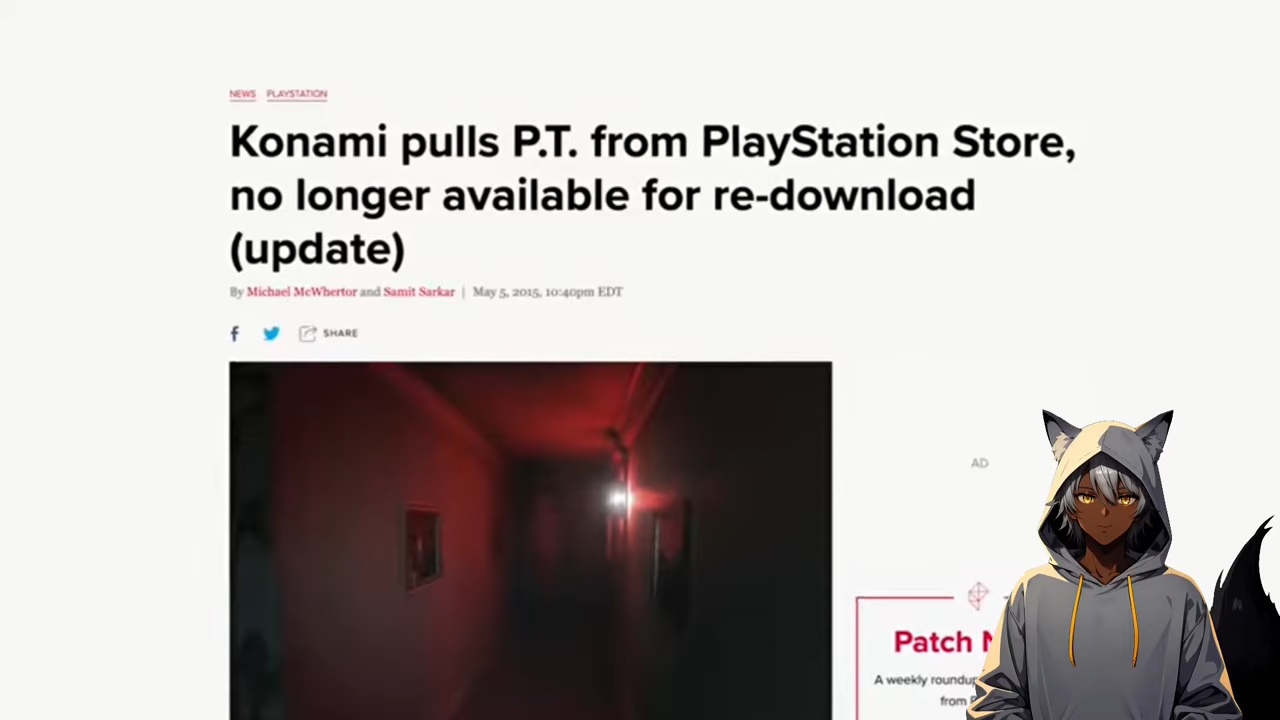 NEWS PLAYSTATION
Konami pulls P.T. from PlayStation Store,
no longer available for re-download
(update)
By Michael McWhertor and Samit Sarkar | May 5, 2015, 10:40pm EDT
SHARE
AD
Patch
A weekly roundup
from